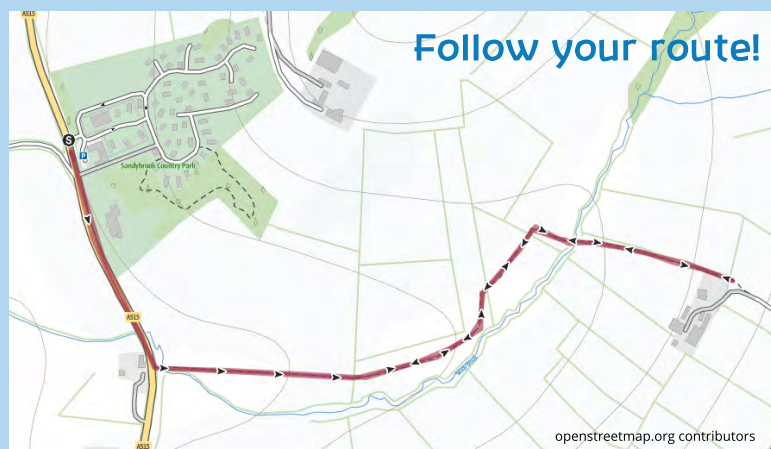 A515
Follow your route!
S
P
Sandybrook Country Park
A515
A515
openstreetmap.org contributors